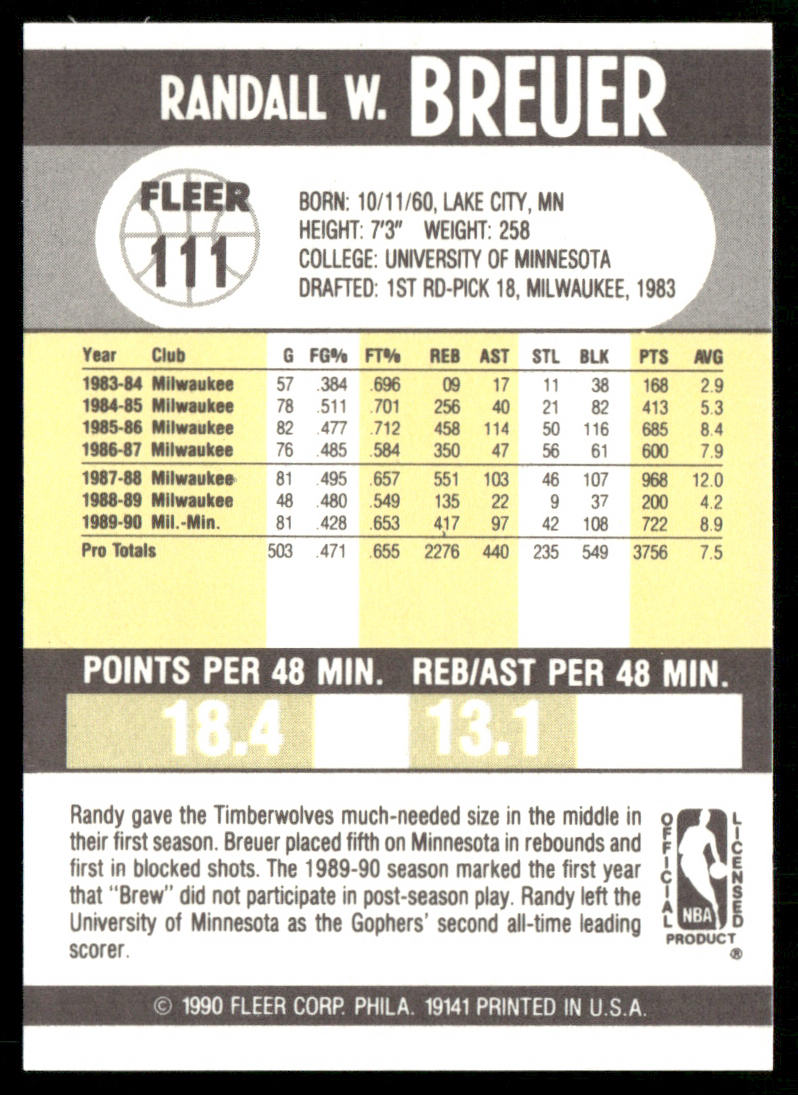 RANDALL W. BREUER
FLEER
111
BORN: 10/11/60, LAKE CITY, MN
HEIGHT: 7'3" WEIGHT: 258
COLLEGE: UNIVERSITY OF MINNESOTA
DRAFTED: 1ST RD-PICK 18, MILWAUKEE, 1983
Year Club G FG% FT% REB AST STL BLK PTS AVG
1983-84 Milwaukee 57 .384 .696 09 17 11 38 168 2.9
1984-85 Milwaukee 78 .511 .701 256 40 21 82 413 5.3
1985-86 Milwaukee 82 .477 .712 458 114 50 116 685 8.4
1986-87 Milwaukee 76 .485 .584 350 47 56 61 600 7.9
1987-88 Milwaukee 81 .495 .657 551 103 46 107 968 12.0
1988-89 Milwaukee 48 .480 .549 135 22 9 37 200 4.2
1989-90 Mil.-Min. 81 .428 .653 417 97 42 108 722 8.9
Pro Totals 503 .471 .655 2276 440 235 549 3756 7.5
POINTS PER 48 MIN. REB/AST PER 48 MIN.
18.4 13.1
Randy gave the Timberwolves much-needed size in the middle in
their first season. Breuer placed fifth on Minnesota in rebounds and
first in blocked shots. The 1989-90 season marked the first year
that "Brew" did not participate in post-season play. Randy left the
University of Minnesota as the Gophers' second all-time leading
scorer.
OFFICIAL LICENSED
NBA
PRODUCT
®
© 1990 FLEER CORP. PHILA. 19141 PRINTED IN U.S.A.